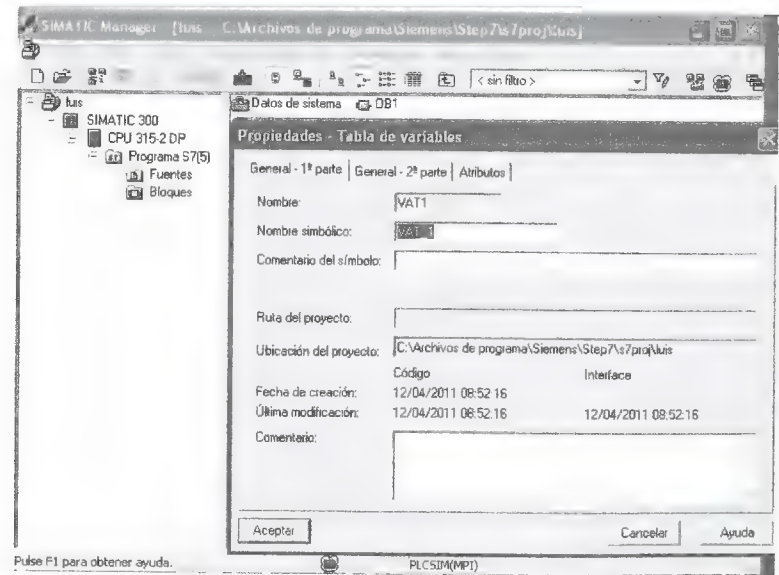 SIMATIC Manager - [luis C:\Archivos de programa\Siemens\Step7\s7proj\luis]
< sin filtro >
luis
SIMATIC 300
CPU 315-2 DP
Programa S7(5)
Fuentes
Bloques
Datos de sistema OB1
Propiedades - Tabla de variables
General - 1ª parte General - 2ª parte Atributos
Nombre: VAT1
Nombre simbólico: VAT_1
Comentario del símbolo:
Ruta del proyecto:
Ubicación del proyecto: C:\Archivos de programa\Siemens\Step7\s7proj\luis
Código Interface
Fecha de creación: 12/04/2011 08:52:16
Última modificación: 12/04/2011 08:52:16 12/04/2011 08:52:16
Comentario:
Aceptar Cancelar Ayuda
Pulse F1 para obtener ayuda. PLCSIM(MPI)